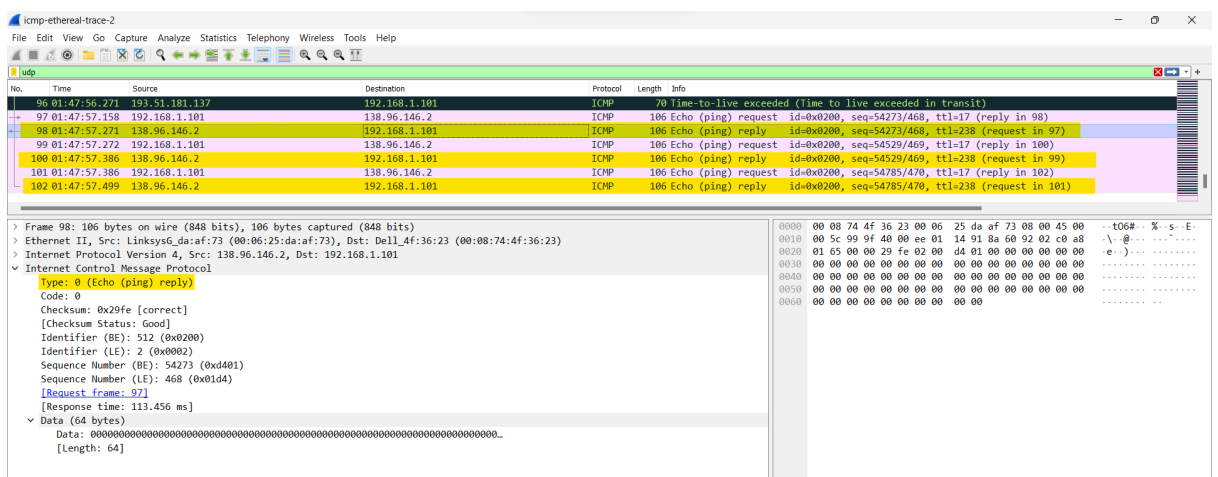 icmp-ethereal-trace-2
File Edit View Go Capture Analyze Statistics Telephony Wireless Tools Help
udp
No. Time Source Destination Protocol Length Info
96 01:47:56.271 193.51.181.137 192.168.1.101 ICMP 70 Time-to-live exceeded (Time to live exceeded in transit)
97 01:47:57.158 192.168.1.101 138.96.146.2 ICMP 106 Echo (ping) request id=0x0200, seq=54273/468, ttl=17 (reply in 98)
98 01:47:57.271 138.96.146.2 192.168.1.101 ICMP 106 Echo (ping) reply id=0x0200, seq=54273/468, ttl=238 (request in 97)
99 01:47:57.272 192.168.1.101 138.96.146.2 ICMP 106 Echo (ping) request id=0x0200, seq=54529/469, ttl=17 (reply in 100)
100 01:47:57.386 138.96.146.2 192.168.1.101 ICMP 106 Echo (ping) reply id=0x0200, seq=54529/469, ttl=238 (request in 99)
101 01:47:57.386 192.168.1.101 138.96.146.2 ICMP 106 Echo (ping) request id=0x0200, seq=54785/470, ttl=17 (reply in 102)
102 01:47:57.499 138.96.146.2 192.168.1.101 ICMP 106 Echo (ping) reply id=0x0200, seq=54785/470, ttl=238 (request in 101)
Frame 98: 106 bytes on wire (848 bits), 106 bytes captured (848 bits)
Ethernet II, Src: LinksysG_da:af:73 (00:06:25:da:af:73), Dst: Dell_4f:36:23 (00:08:74:4f:36:23)
Internet Protocol Version 4, Src: 138.96.146.2, Dst: 192.168.1.101
Internet Control Message Protocol
Type: 0 (Echo (ping) reply)
Code: 0
Checksum: 0x29fe [correct]
[Checksum Status: Good]
Identifier (BE): 512 (0x0200)
Identifier (LE): 2 (0x0002)
Sequence Number (BE): 54273 (0xd401)
Sequence Number (LE): 468 (0x01d4)
[Request frame: 97]
[Response time: 113.456 ms]
Data (64 bytes)
Data: 000000000000000000000000000000000000000000000000000000000000…
[Length: 64]
0000 00 08 74 4f 36 23 00 06 25 da af 73 08 00 45 00 ··tO6#·· %··s··E·
0010 00 5c 99 9f 40 00 ee 01 14 91 8a 60 92 02 c0 a8 ·\··@··· ···`····
0020 01 65 00 00 29 fe 02 00 d4 01 00 00 00 00 00 00 ·e··)··· ········
0030 00 00 00 00 00 00 00 00 00 00 00 00 00 00 00 00 ········ ········
0040 00 00 00 00 00 00 00 00 00 00 00 00 00 00 00 00 ········ ········
0050 00 00 00 00 00 00 00 00 00 00 00 00 00 00 00 00 ········ ········
0060 00 00 00 00 00 00 00 00 00 00 ········ ··